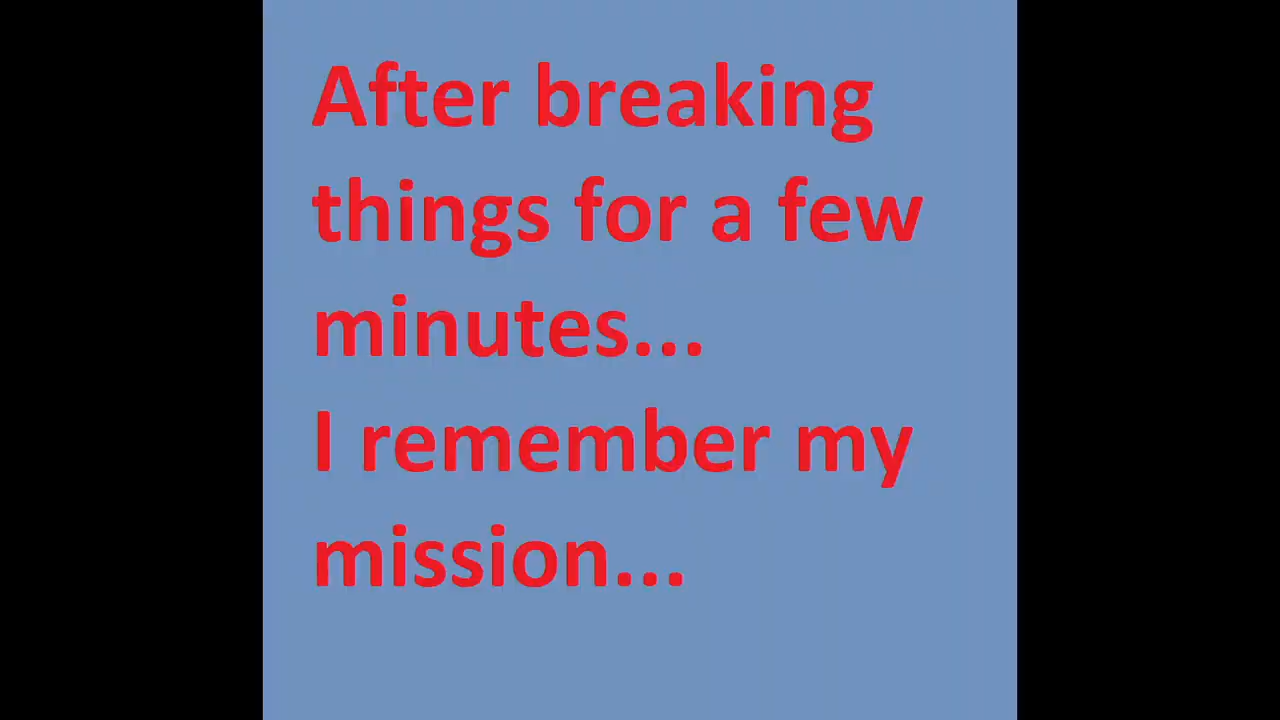 After breaking
things for a few
minutes...
I remember my
mission...